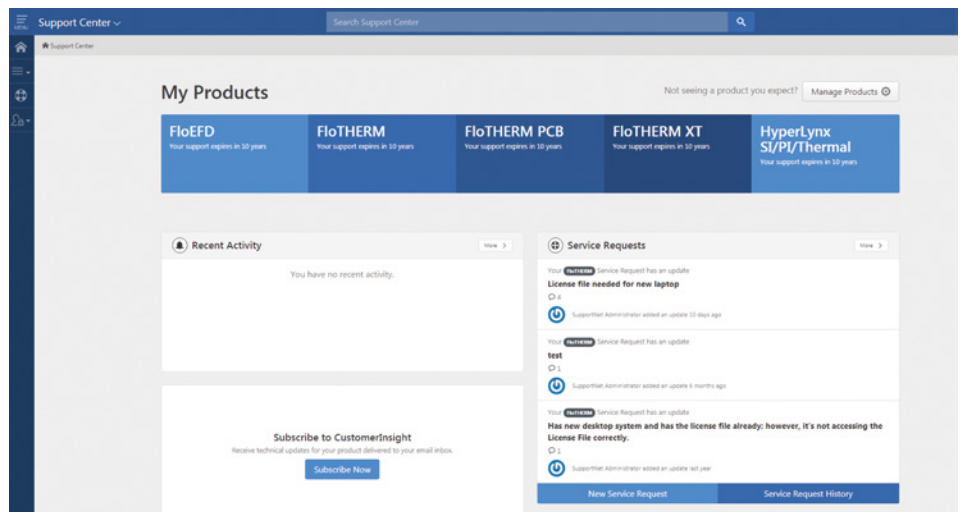 MENU
Support Center
Search Support Center
Support Center
My Products
Not seeing a product you expect?
Manage Products
FloEFD
Your support expires in 10 years
FloTHERM
Your support expires in 10 years
FloTHERM PCB
Your support expires in 10 years
FloTHERM XT
Your support expires in 10 years
HyperLynx
SI/PI/Thermal
Your support expires in 10 years
Recent Activity
More >
You have no recent activity.
Subscribe to CustomerInsight
Receive technical updates for your product delivered to your email inbox.
Subscribe Now
Service Requests
More >
Your FloTHERM Service Request has an update
License file needed for new laptop
4
SupportNet Administrator added an update 10 days ago
Your FloTHERM Service Request has an update
test
1
SupportNet Administrator added an update 6 months ago
Your FloTHERM Service Request has an update
Has new desktop system and has the license file already; however, it's not accessing the
License File correctly.
1
SupportNet Administrator added an update last year
New Service Request
Service Request History